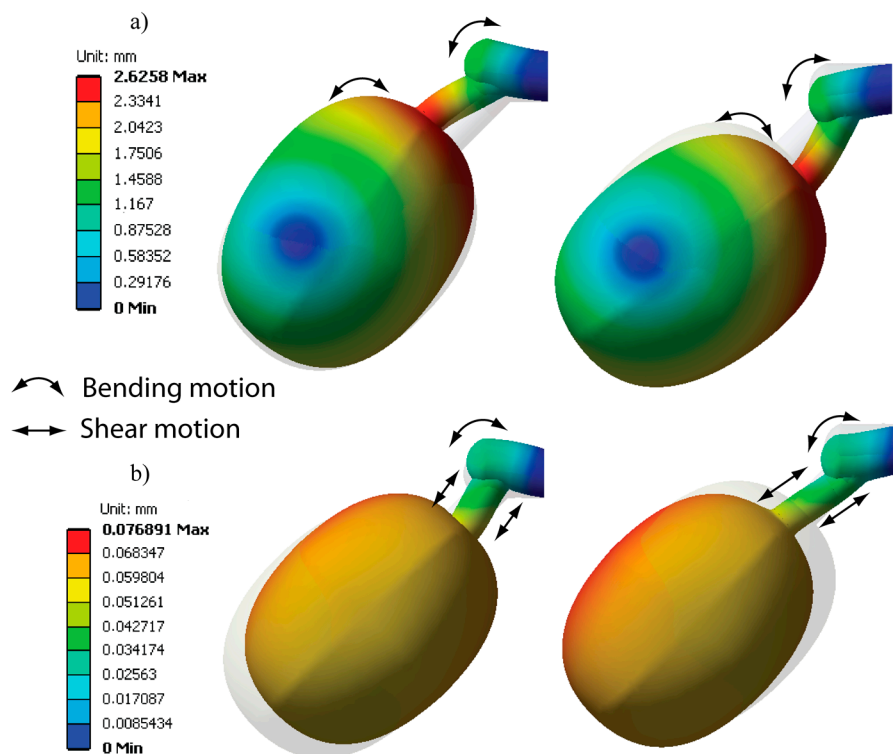 a)
Unit: mm
2.6258 Max
2.3341
2.0423
1.7506
1.4588
1.167
0.87528
0.58352
0.29176
0 Min
Bending motion
Shear motion
b)
Unit: mm
0.076891 Max
0.068347
0.059804
0.051261
0.042717
0.034174
0.02563
0.017087
0.0085434
0 Min